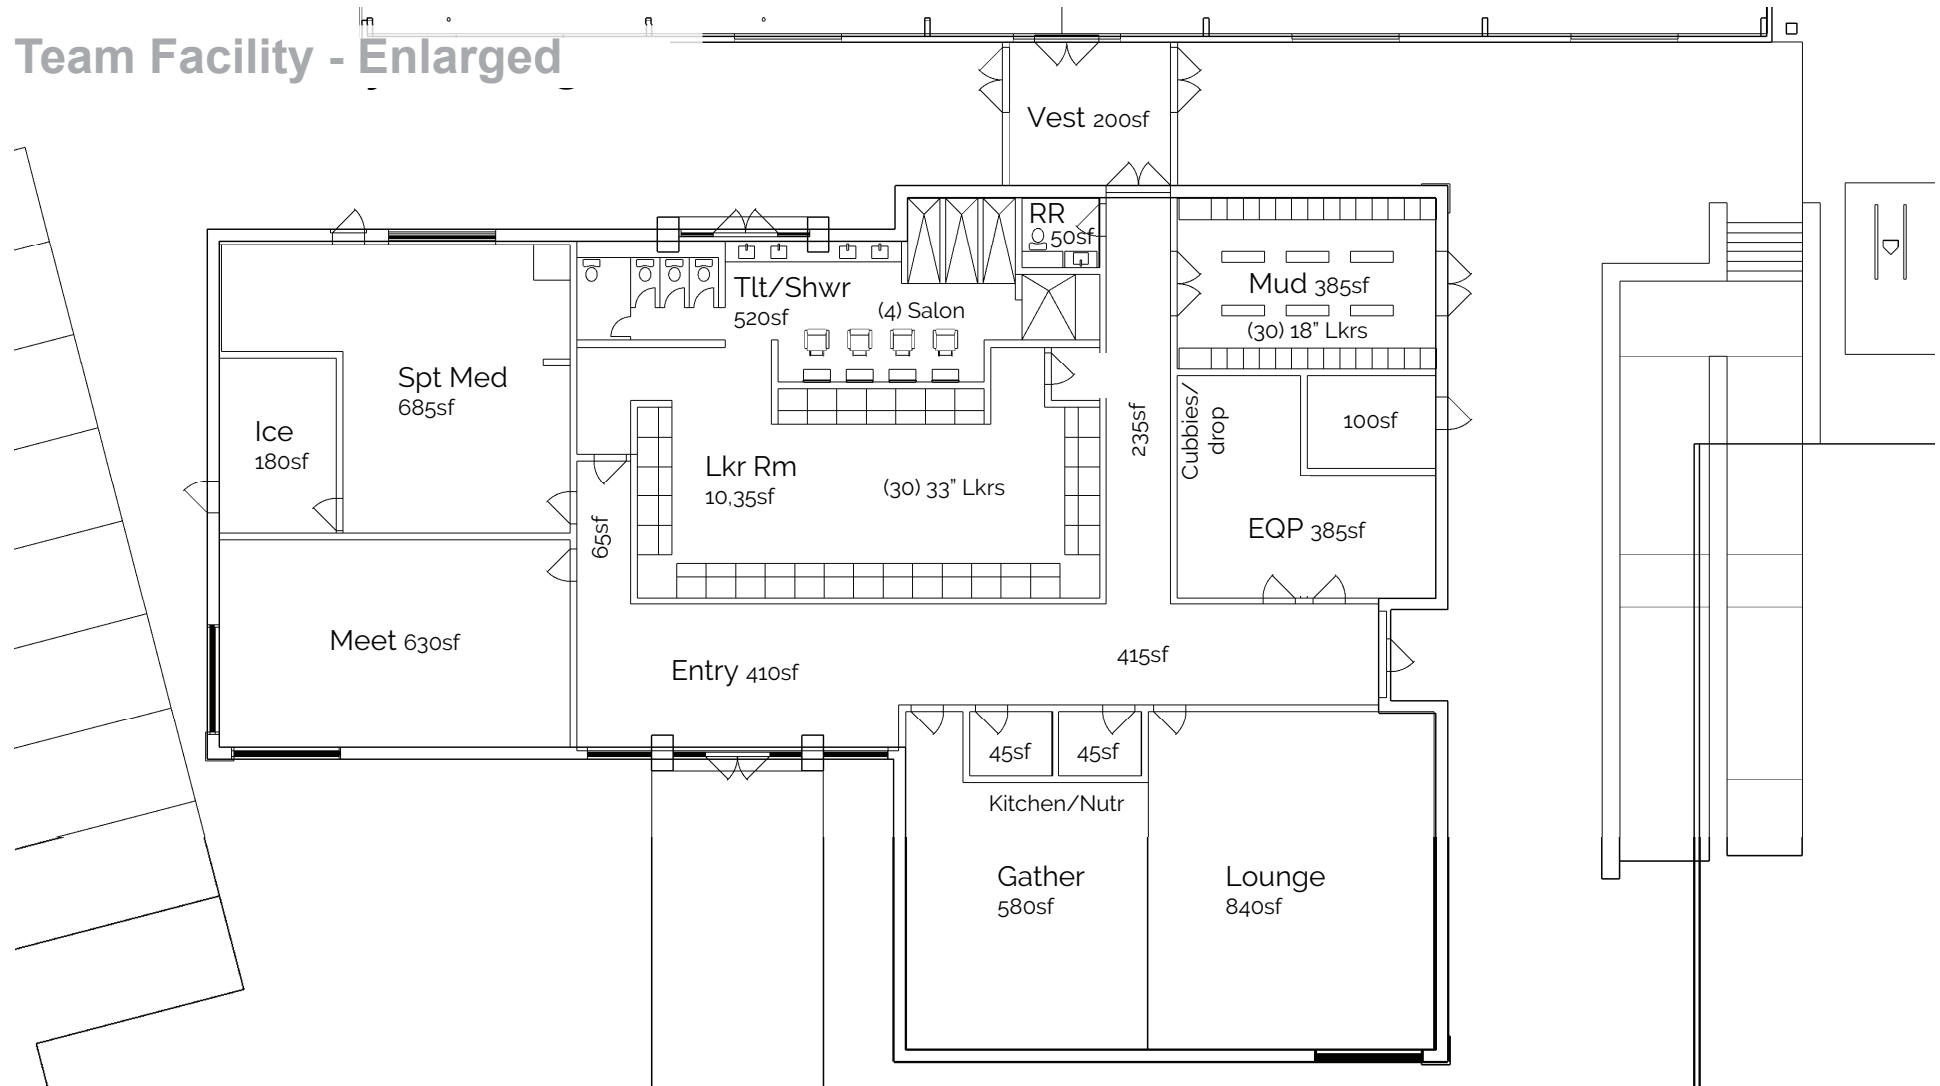 Team Facility - Enlarged
Vest 200sf
RR
50sf
Mud 385sf
(30) 18" Lkrs
Tlt/Shwr
520sf
(4) Salon
Spt Med
685sf
Ice
180sf
Lkr Rm
10,35sf
(30) 33" Lkrs
65sf
235sf
Cubbies/
drop
100sf
EQP 385sf
Meet 630sf
Entry 410sf
415sf
45sf
45sf
Kitchen/Nutr
Gather
580sf
Lounge
840sf